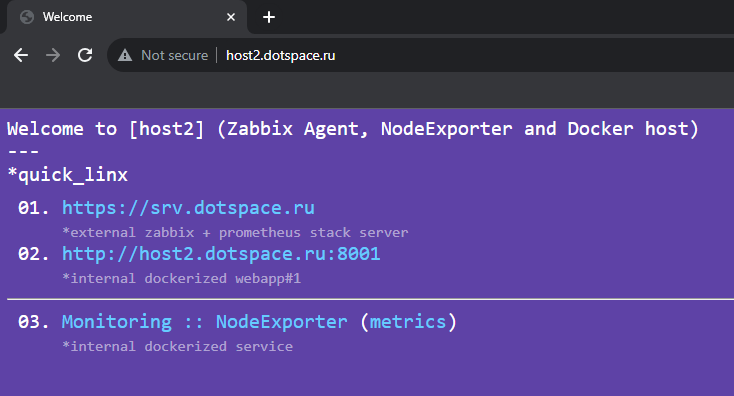 Welcome
Not secure
host2.dotspace.ru
Welcome to [host2] (Zabbix Agent, NodeExporter and Docker host)
---
*quick_linx
01. https://srv.dotspace.ru
*external zabbix + prometheus stack server
02. http://host2.dotspace.ru:8001
*internal dockerized webapp#1
03. Monitoring :: NodeExporter (metrics)
*internal dockerized service